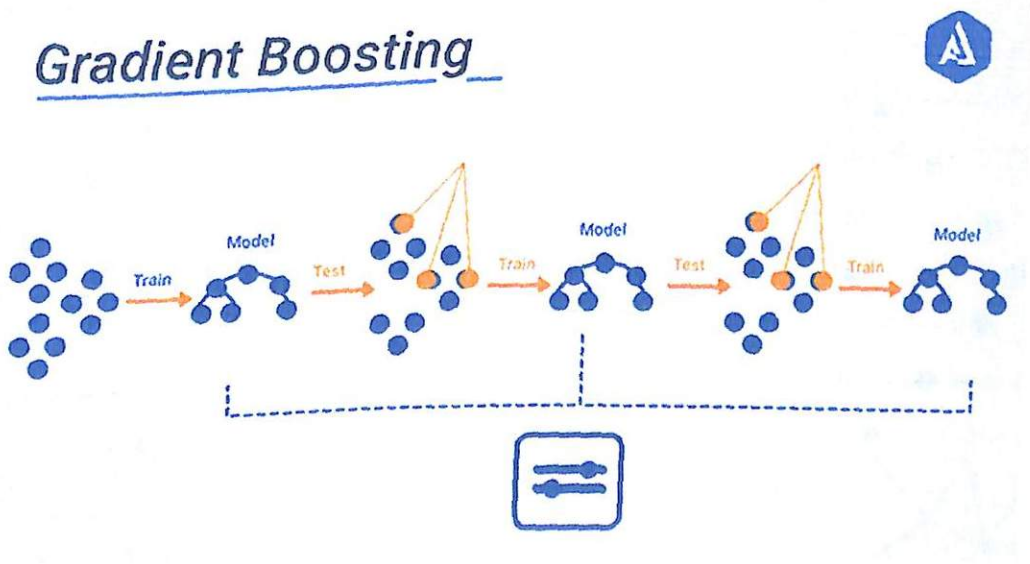 Gradient Boosting
Model
Model
Model
Train
Test
Train
Test
Train